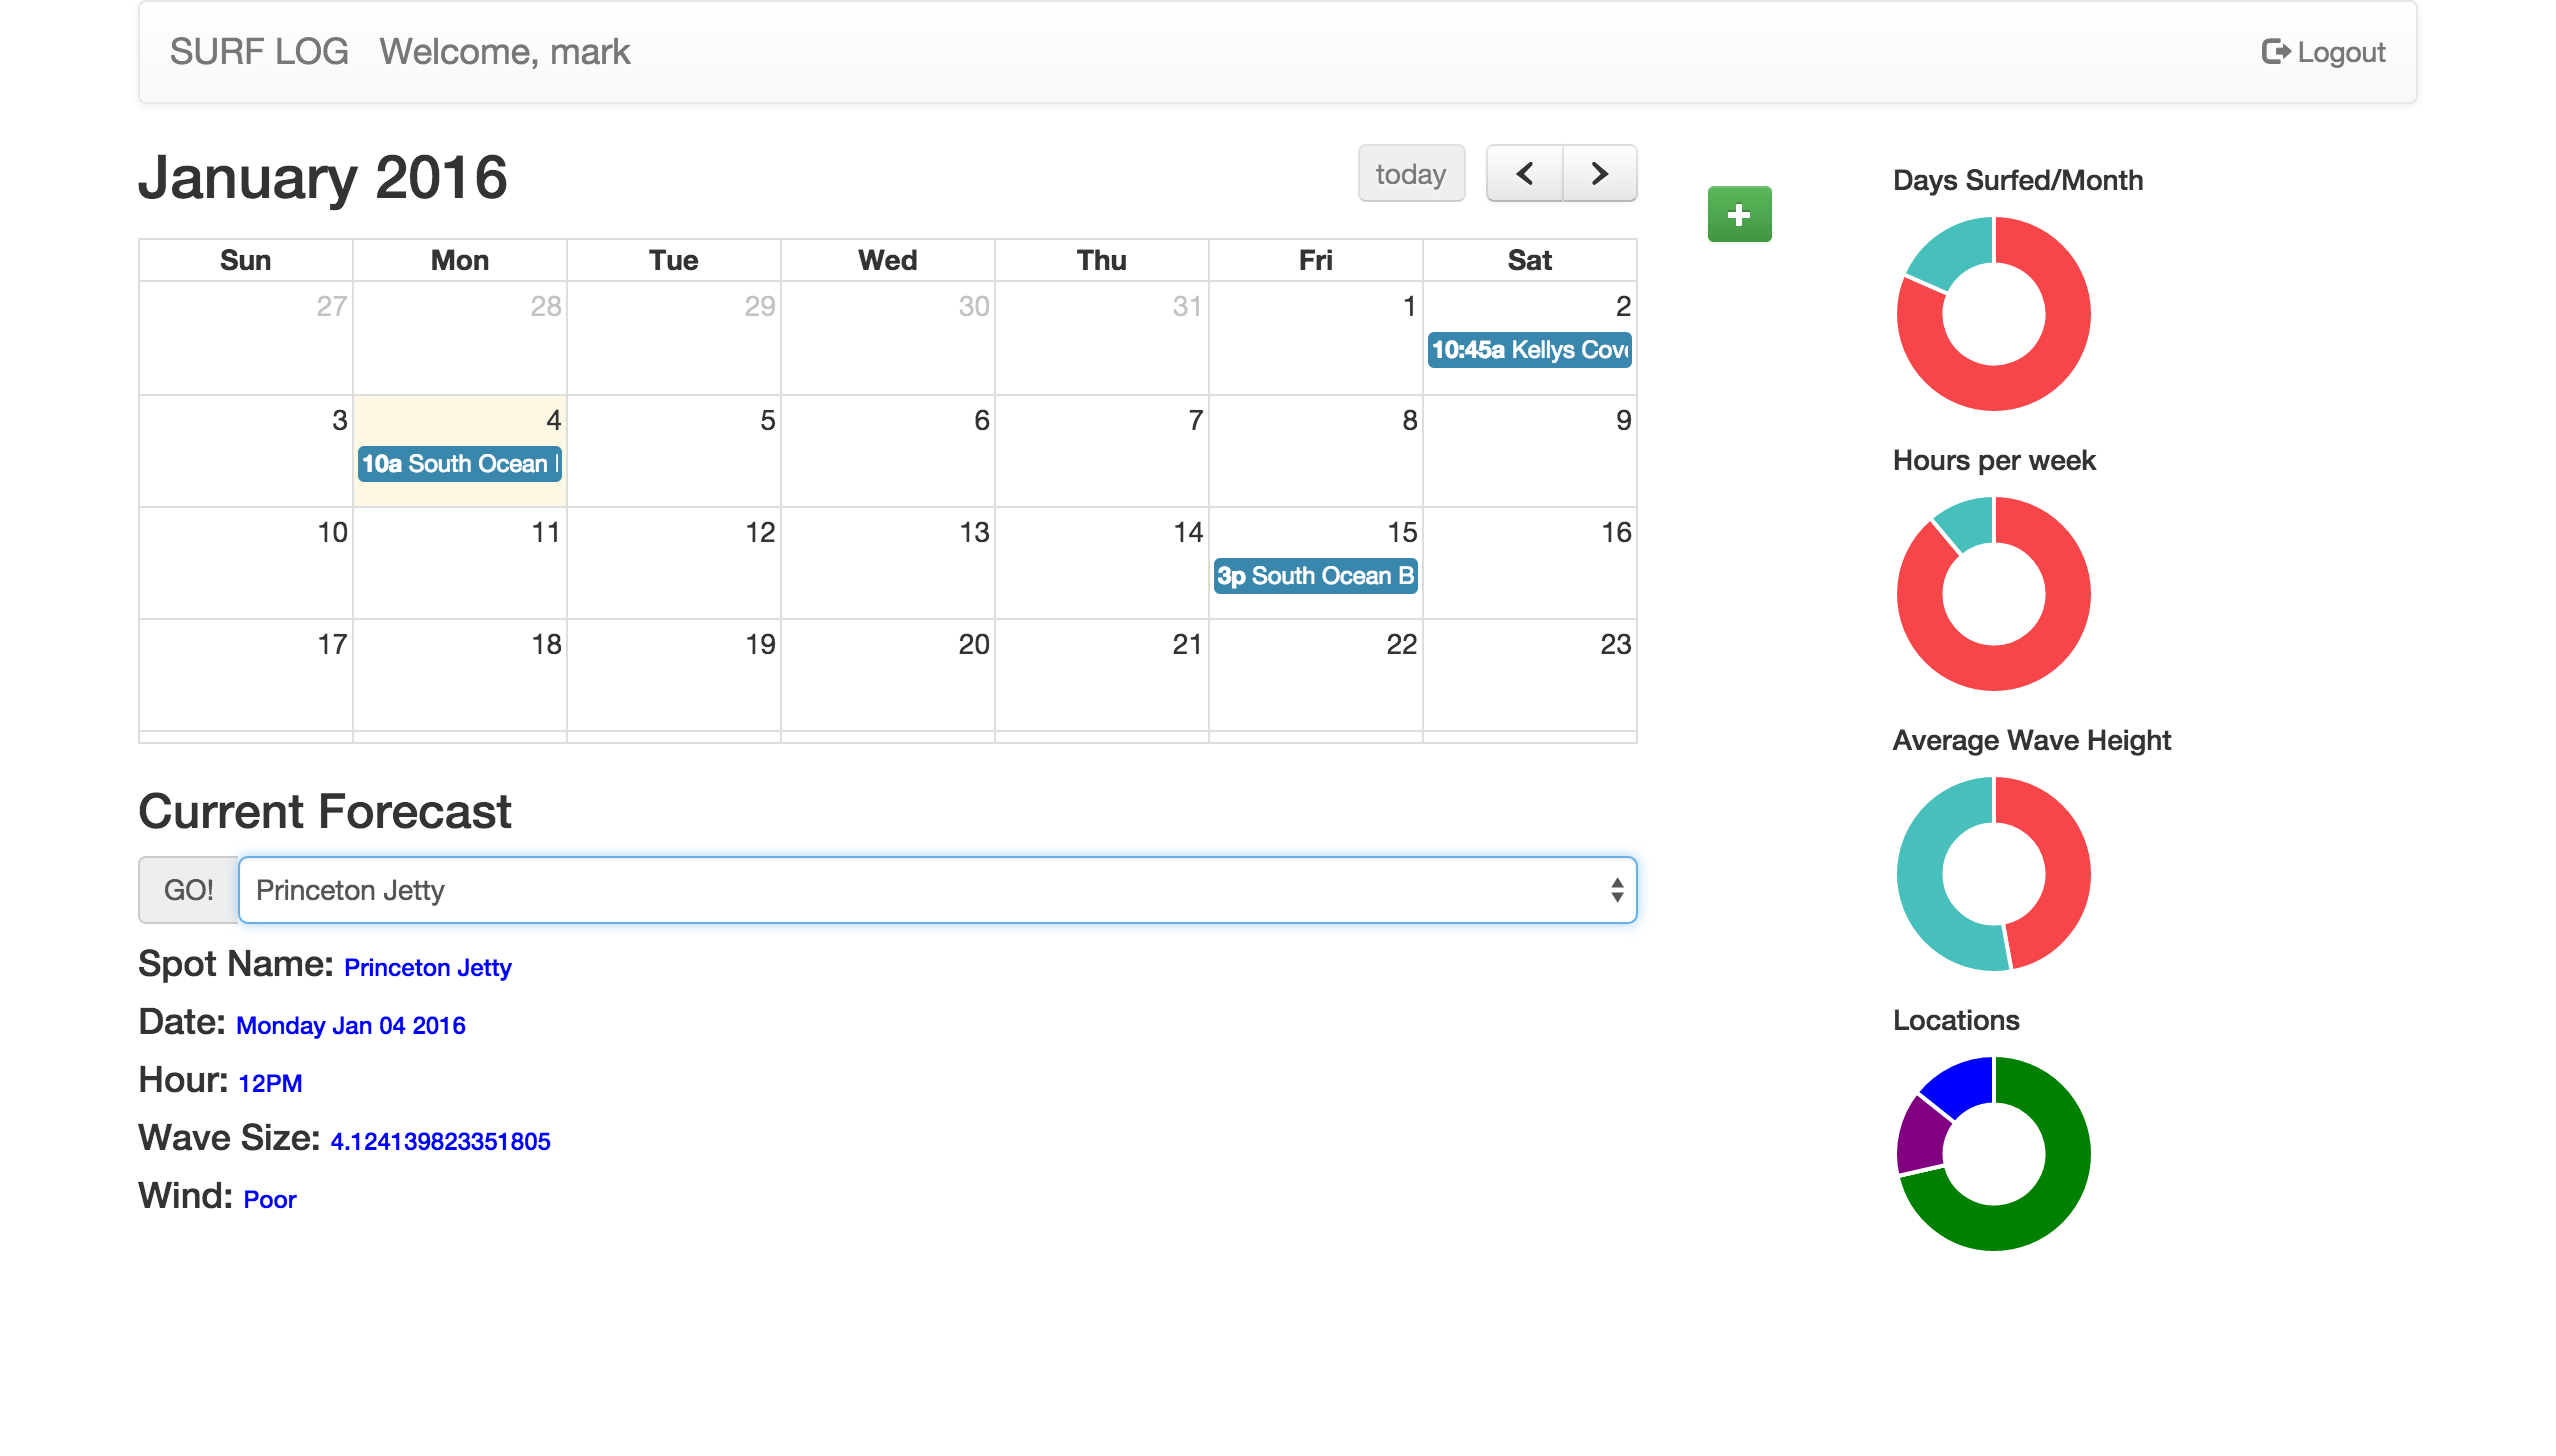 SURF LOG Welcome, mark Logout
January 2016 today
Sun Mon Tue Wed Thu Fri Sat
27 28 29 30 31 1 2
10:45a Kellys Cov
3 4 5 6 7 8 9
10a South Ocean
10 11 12 13 14 15 16
3p South Ocean B
17 18 19 20 21 22 23
Current Forecast
GO! Princeton Jetty
Spot Name: Princeton Jetty
Date: Monday Jan 04 2016
Hour: 12PM
Wave Size: 4.124139823351805
Wind: Poor
Days Surfed/Month
Hours per week
Average Wave Height
Locations